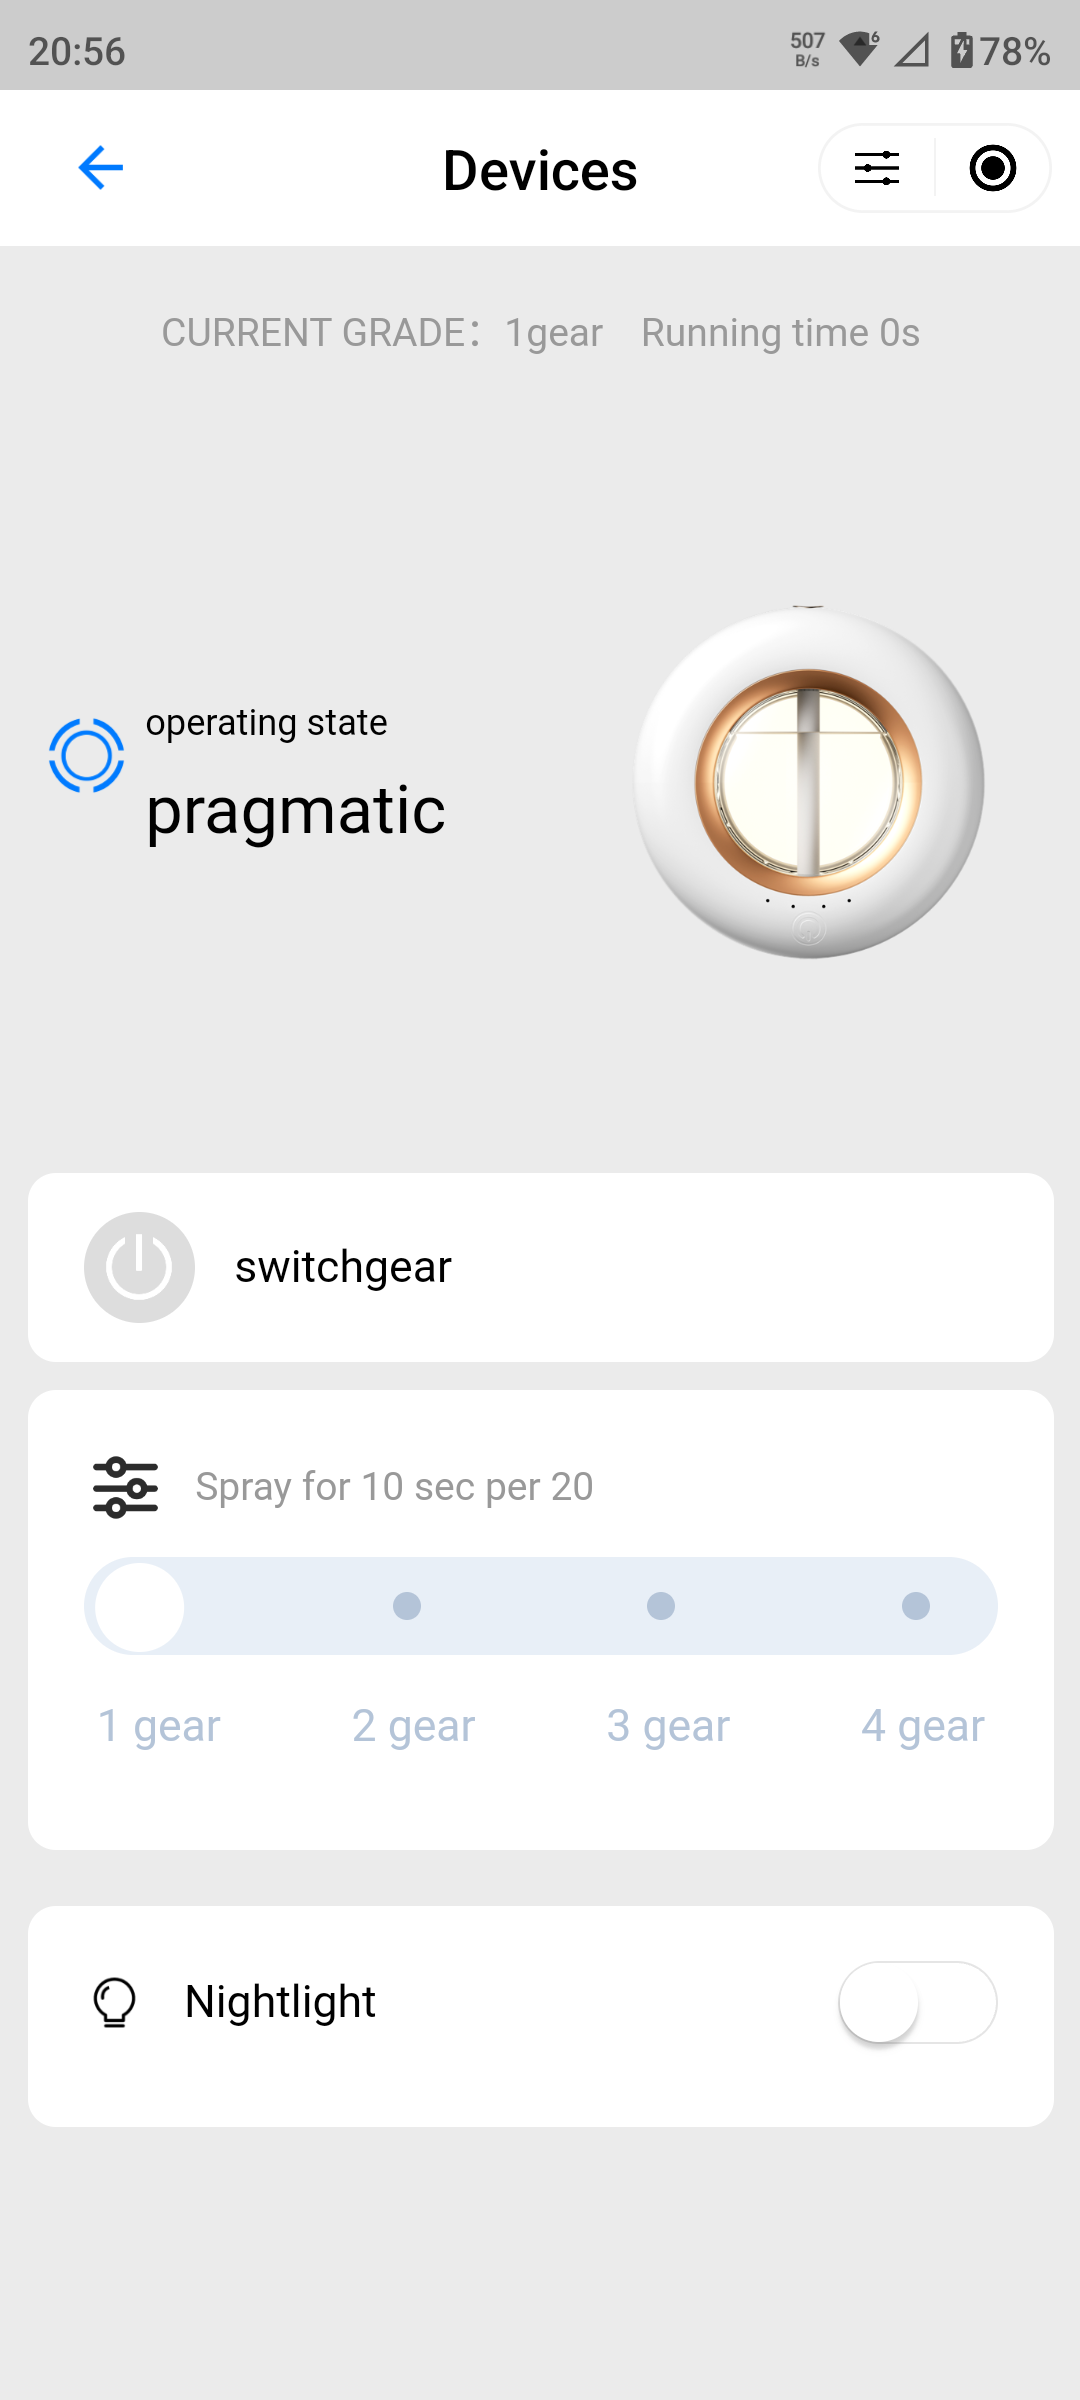 20:56
507 B/s 6 78%
Devices
CURRENT GRADE： 1gear Running time 0s
operating state
pragmatic
switchgear
Spray for 10 sec per 20
1 gear 2 gear 3 gear 4 gear
Nightlight